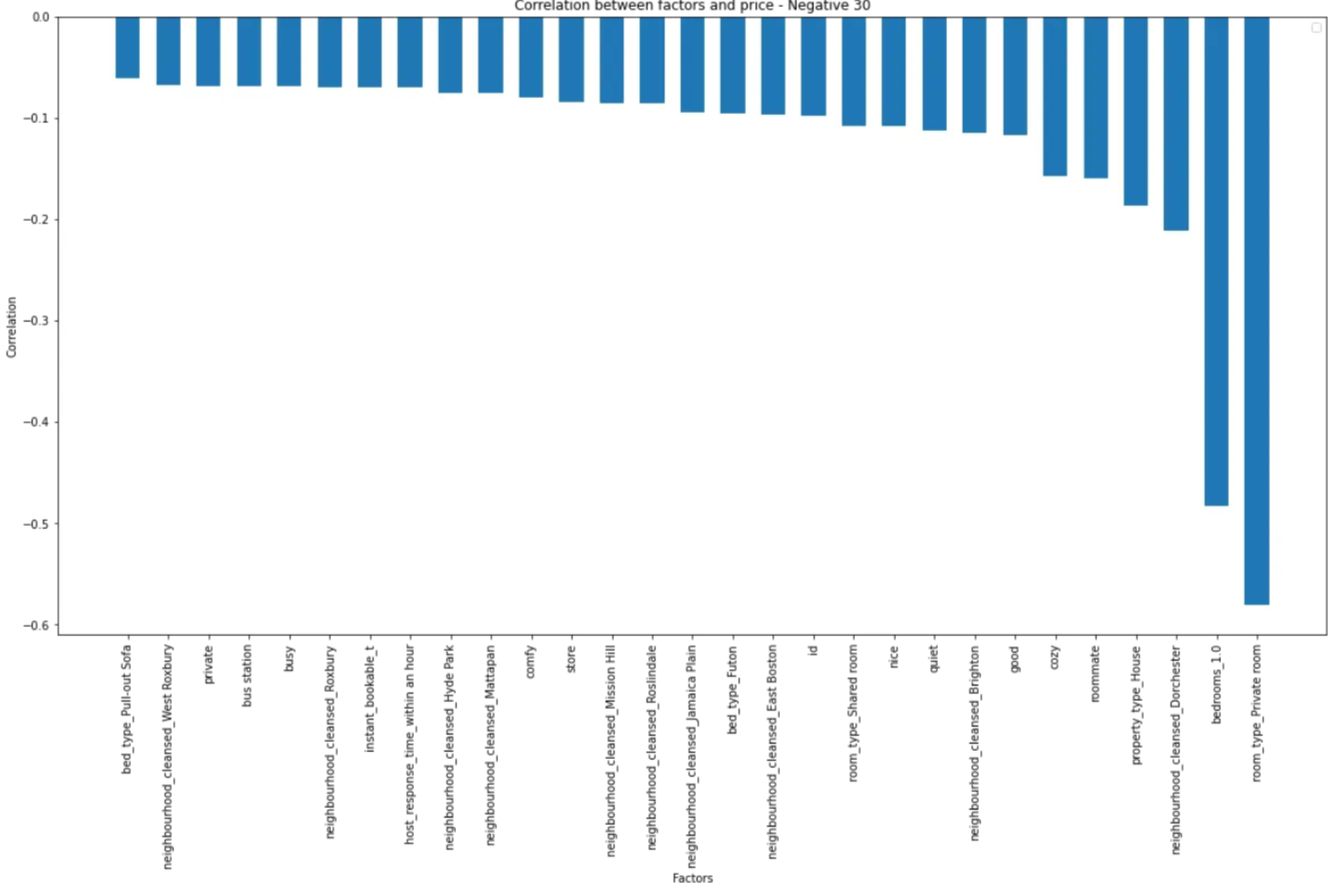 Correlation between factors and price - Negative 30
0.0
−0.1
−0.2
−0.3
−0.4
−0.5
−0.6
Correlation
bed_type_Pull-out Sofa
neighbourhood_cleansed_West Roxbury
private
bus station
busy
neighbourhood_cleansed_Roxbury
instant_bookable_t
host_response_time_within an hour
neighbourhood_cleansed_Hyde Park
neighbourhood_cleansed_Mattapan
comfy
store
neighbourhood_cleansed_Mission Hill
neighbourhood_cleansed_Roslindale
neighbourhood_cleansed_Jamaica Plain
bed_type_Futon
neighbourhood_cleansed_East Boston
id
room_type_Shared room
nice
quiet
neighbourhood_cleansed_Brighton
good
cozy
roommate
property_type_House
neighbourhood_cleansed_Dorchester
bedrooms_1.0
room_type_Private room
Factors